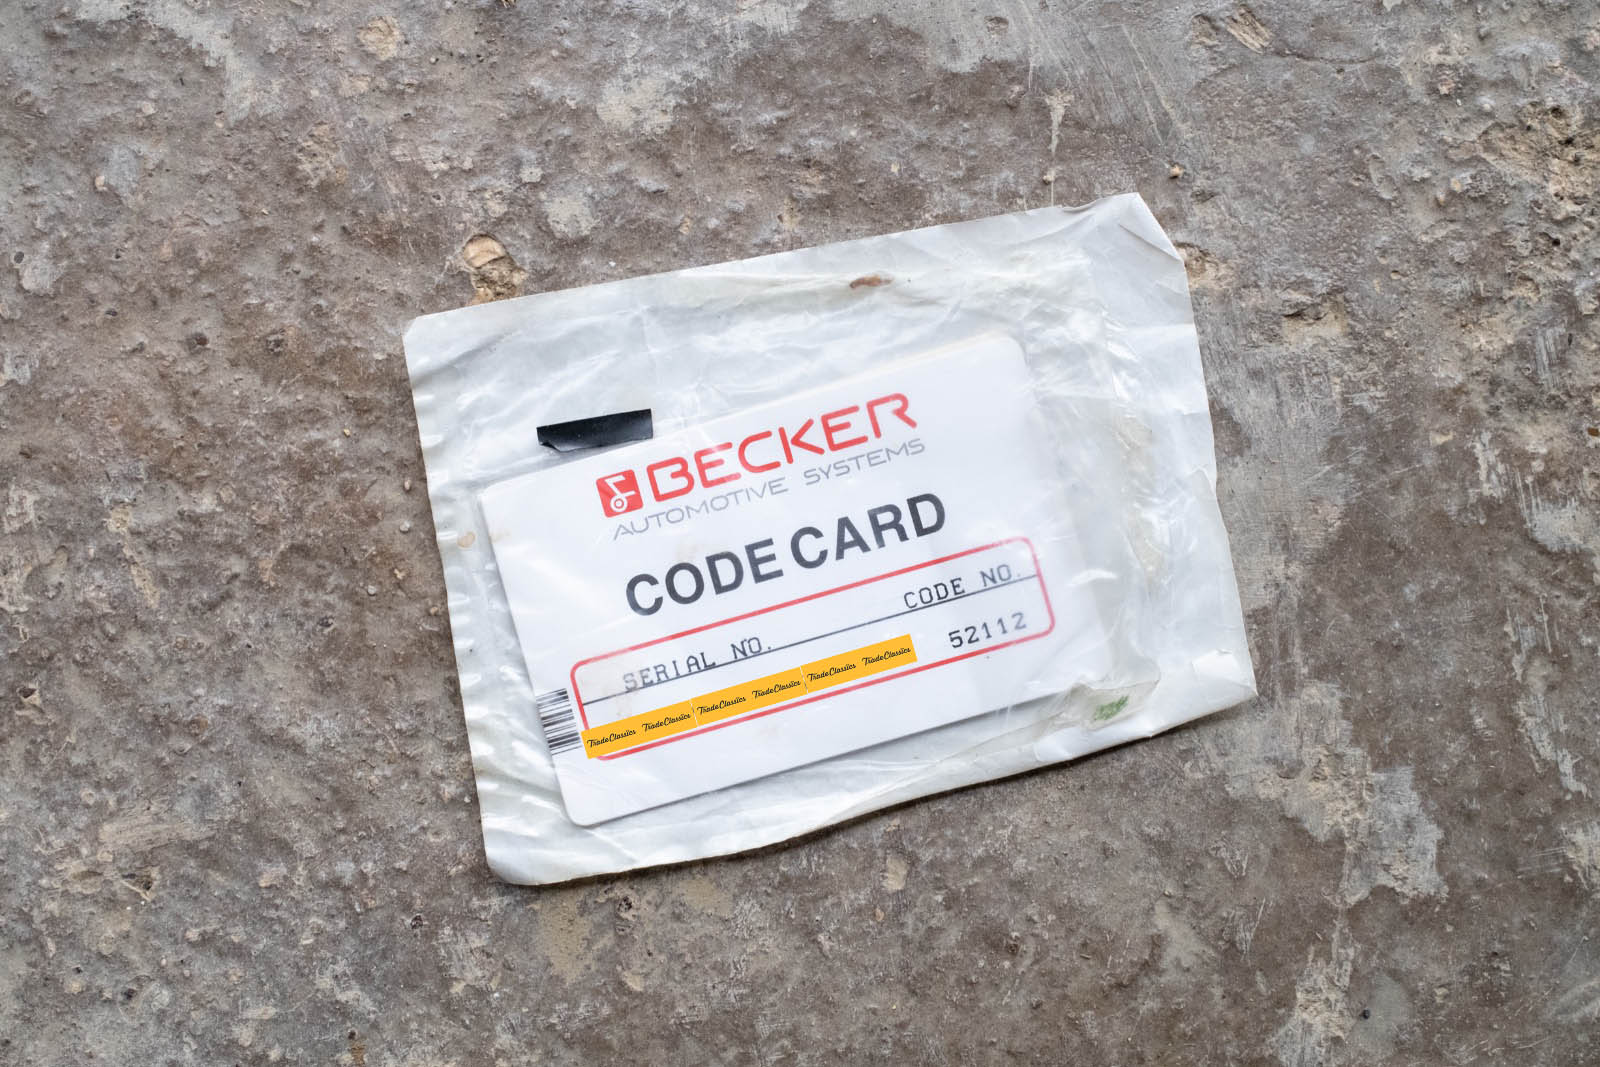 BECKER
AUTOMOTIVE SYSTEMS
CODE CARD
SERIAL NO. CODE NO.
TradeClassics TradeClassics TradeClassics TradeClassics TradeClassics TradeClassics 52112